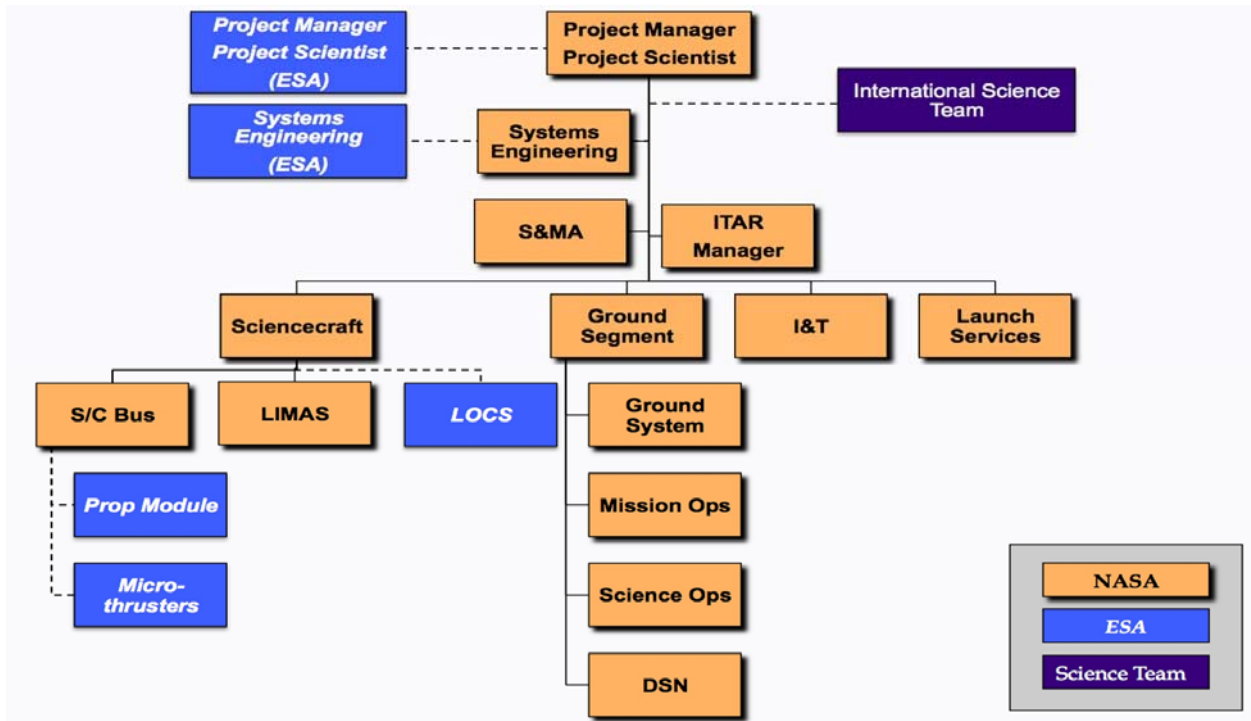 Project Manager
Project Scientist
(ESA)
Project Manager
Project Scientist
International Science
Team
Systems
Engineering
(ESA)
Systems
Engineering
S&MA
ITAR
Manager
Sciencecraft
Ground
Segment
I&T
Launch
Services
S/C Bus
LIMAS
LOCS
Ground
System
Prop Module
Mission Ops
Micro-
thrusters
Science Ops
DSN
NASA
ESA
Science Team